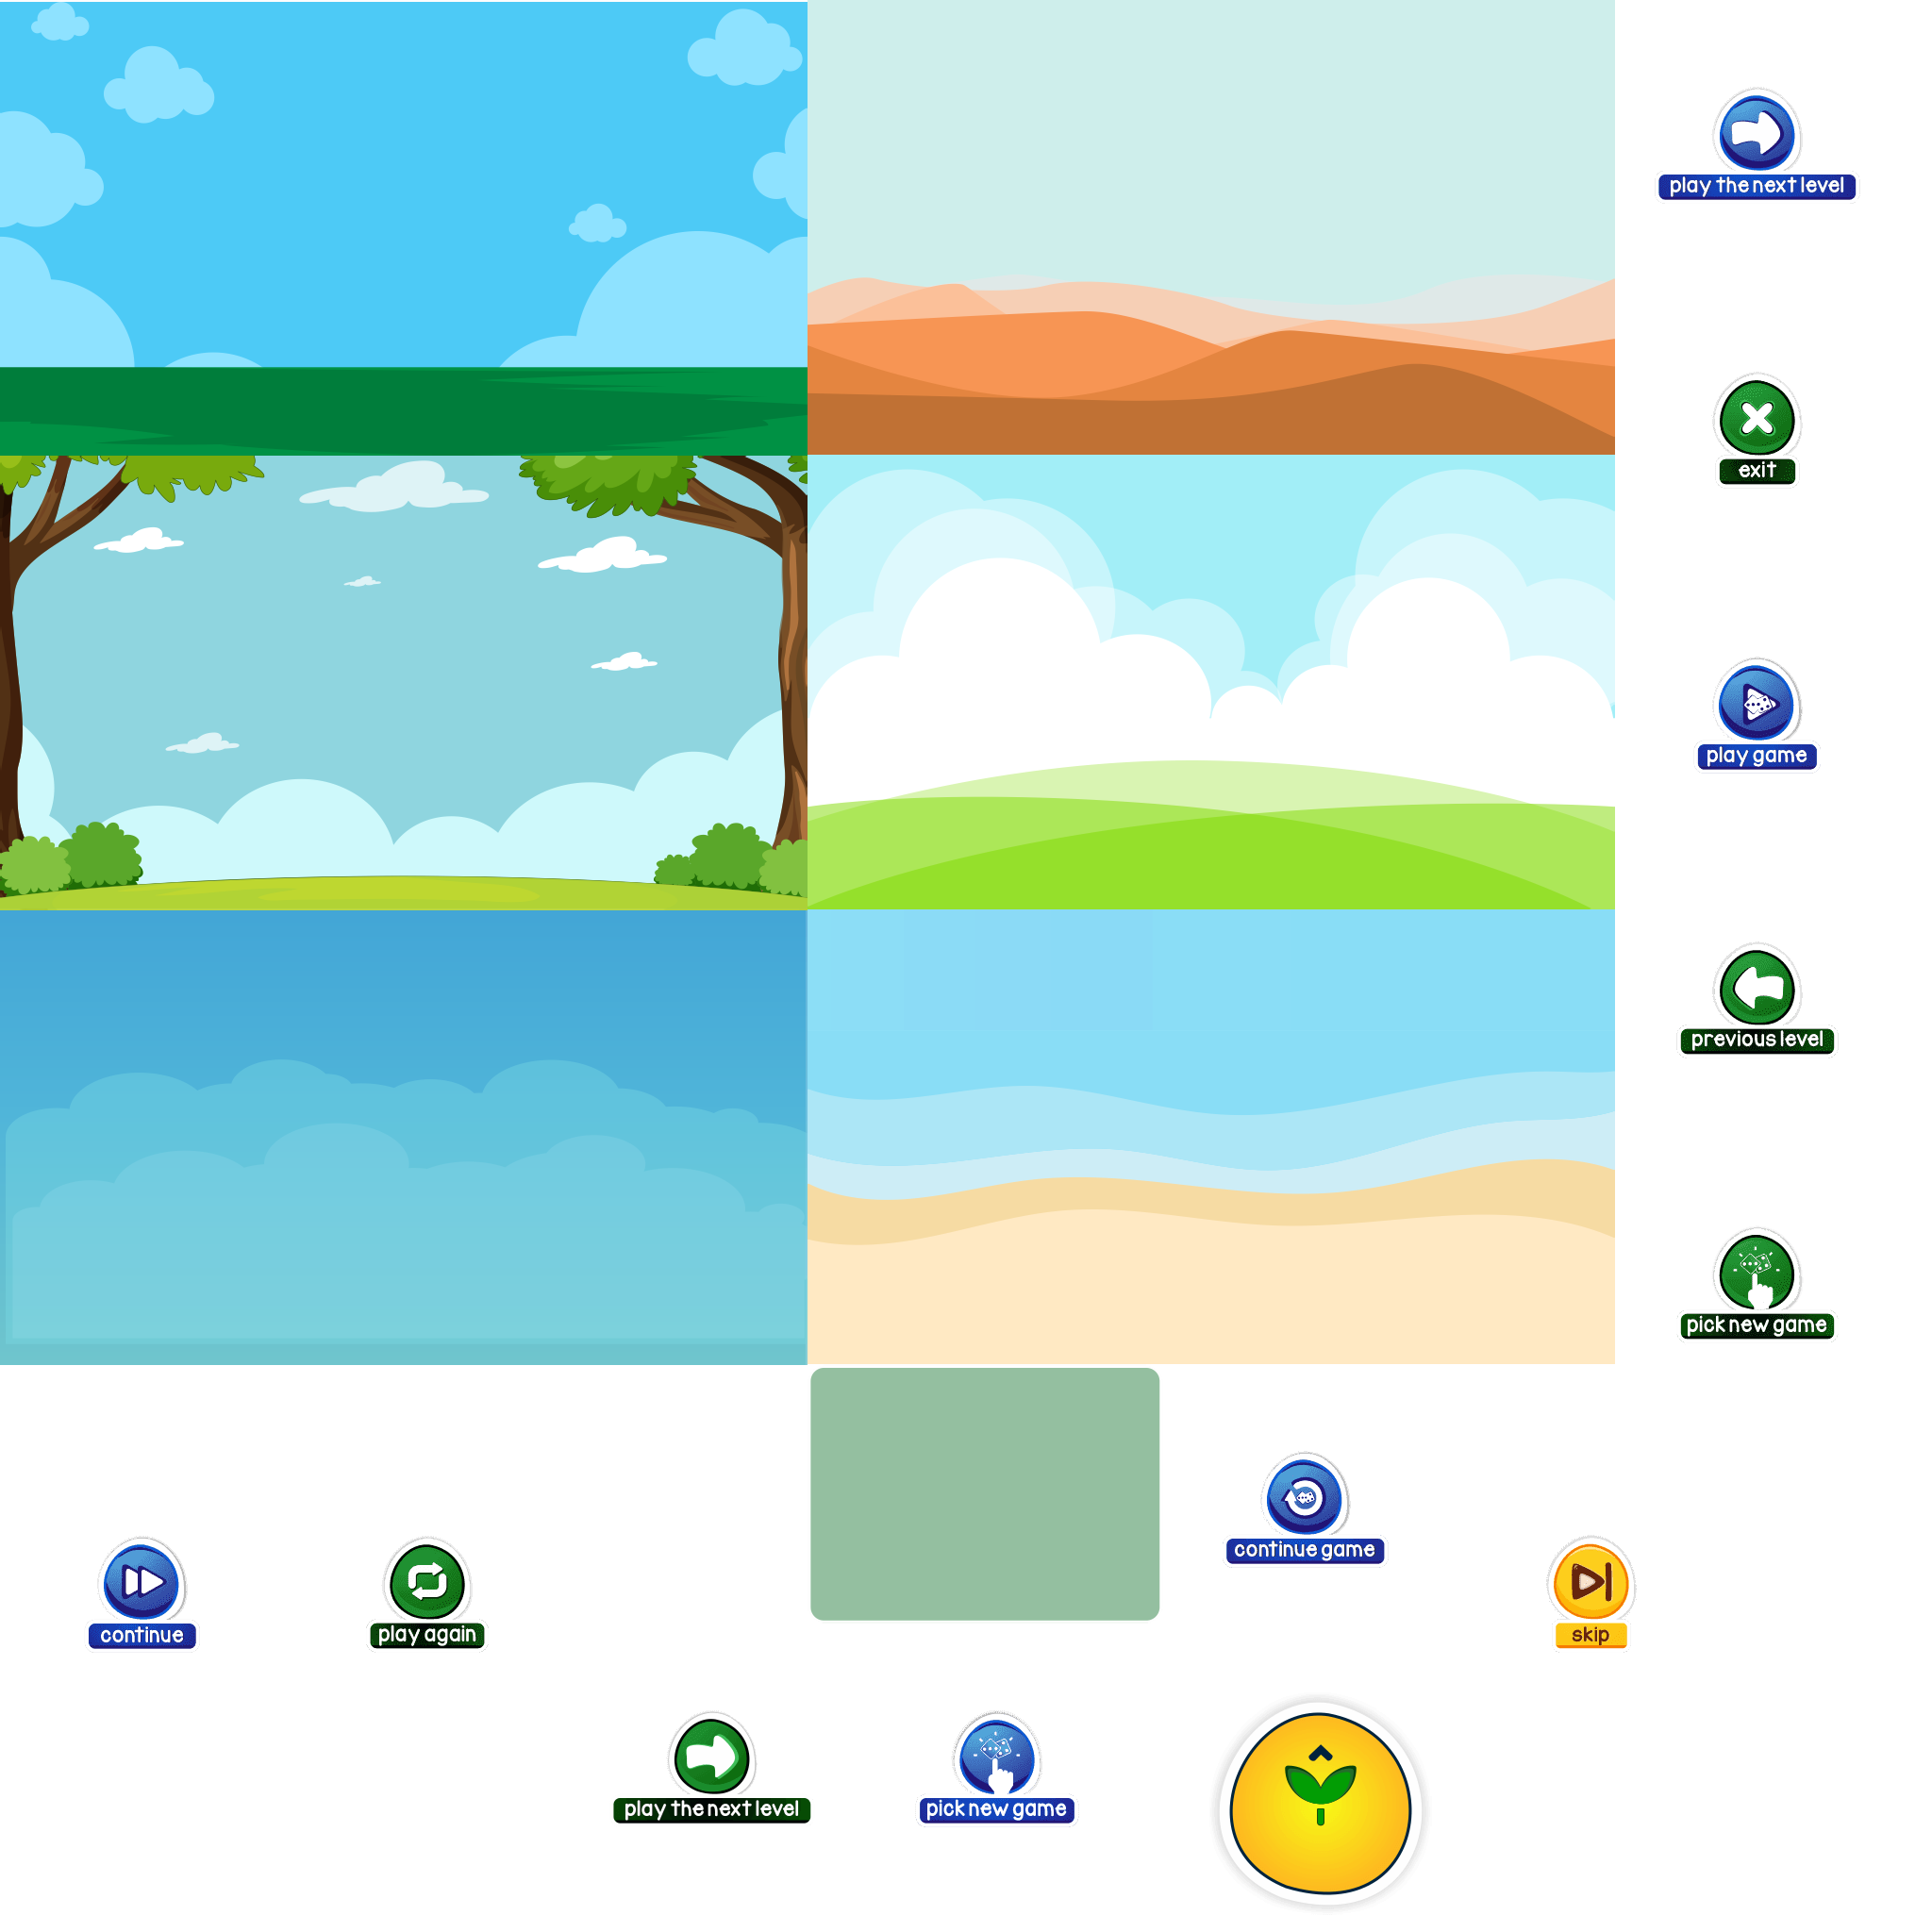 play the next level
exit
play game
previous level
pick new game
continue game
continue
play again
skip
play the next level
pick new game